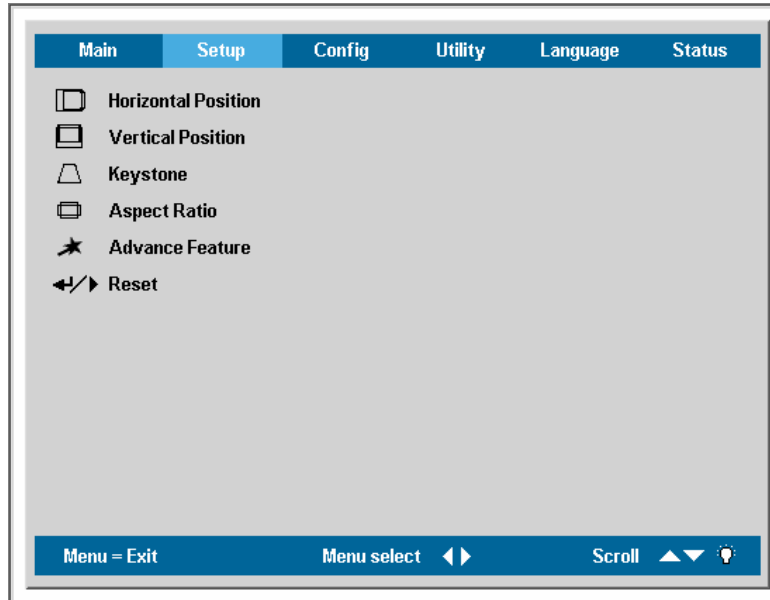 Main Setup Config Utility Language Status
Horizontal Position
Vertical Position
Keystone
Aspect Ratio
Advance Feature
Reset
Menu = Exit Menu select Scroll